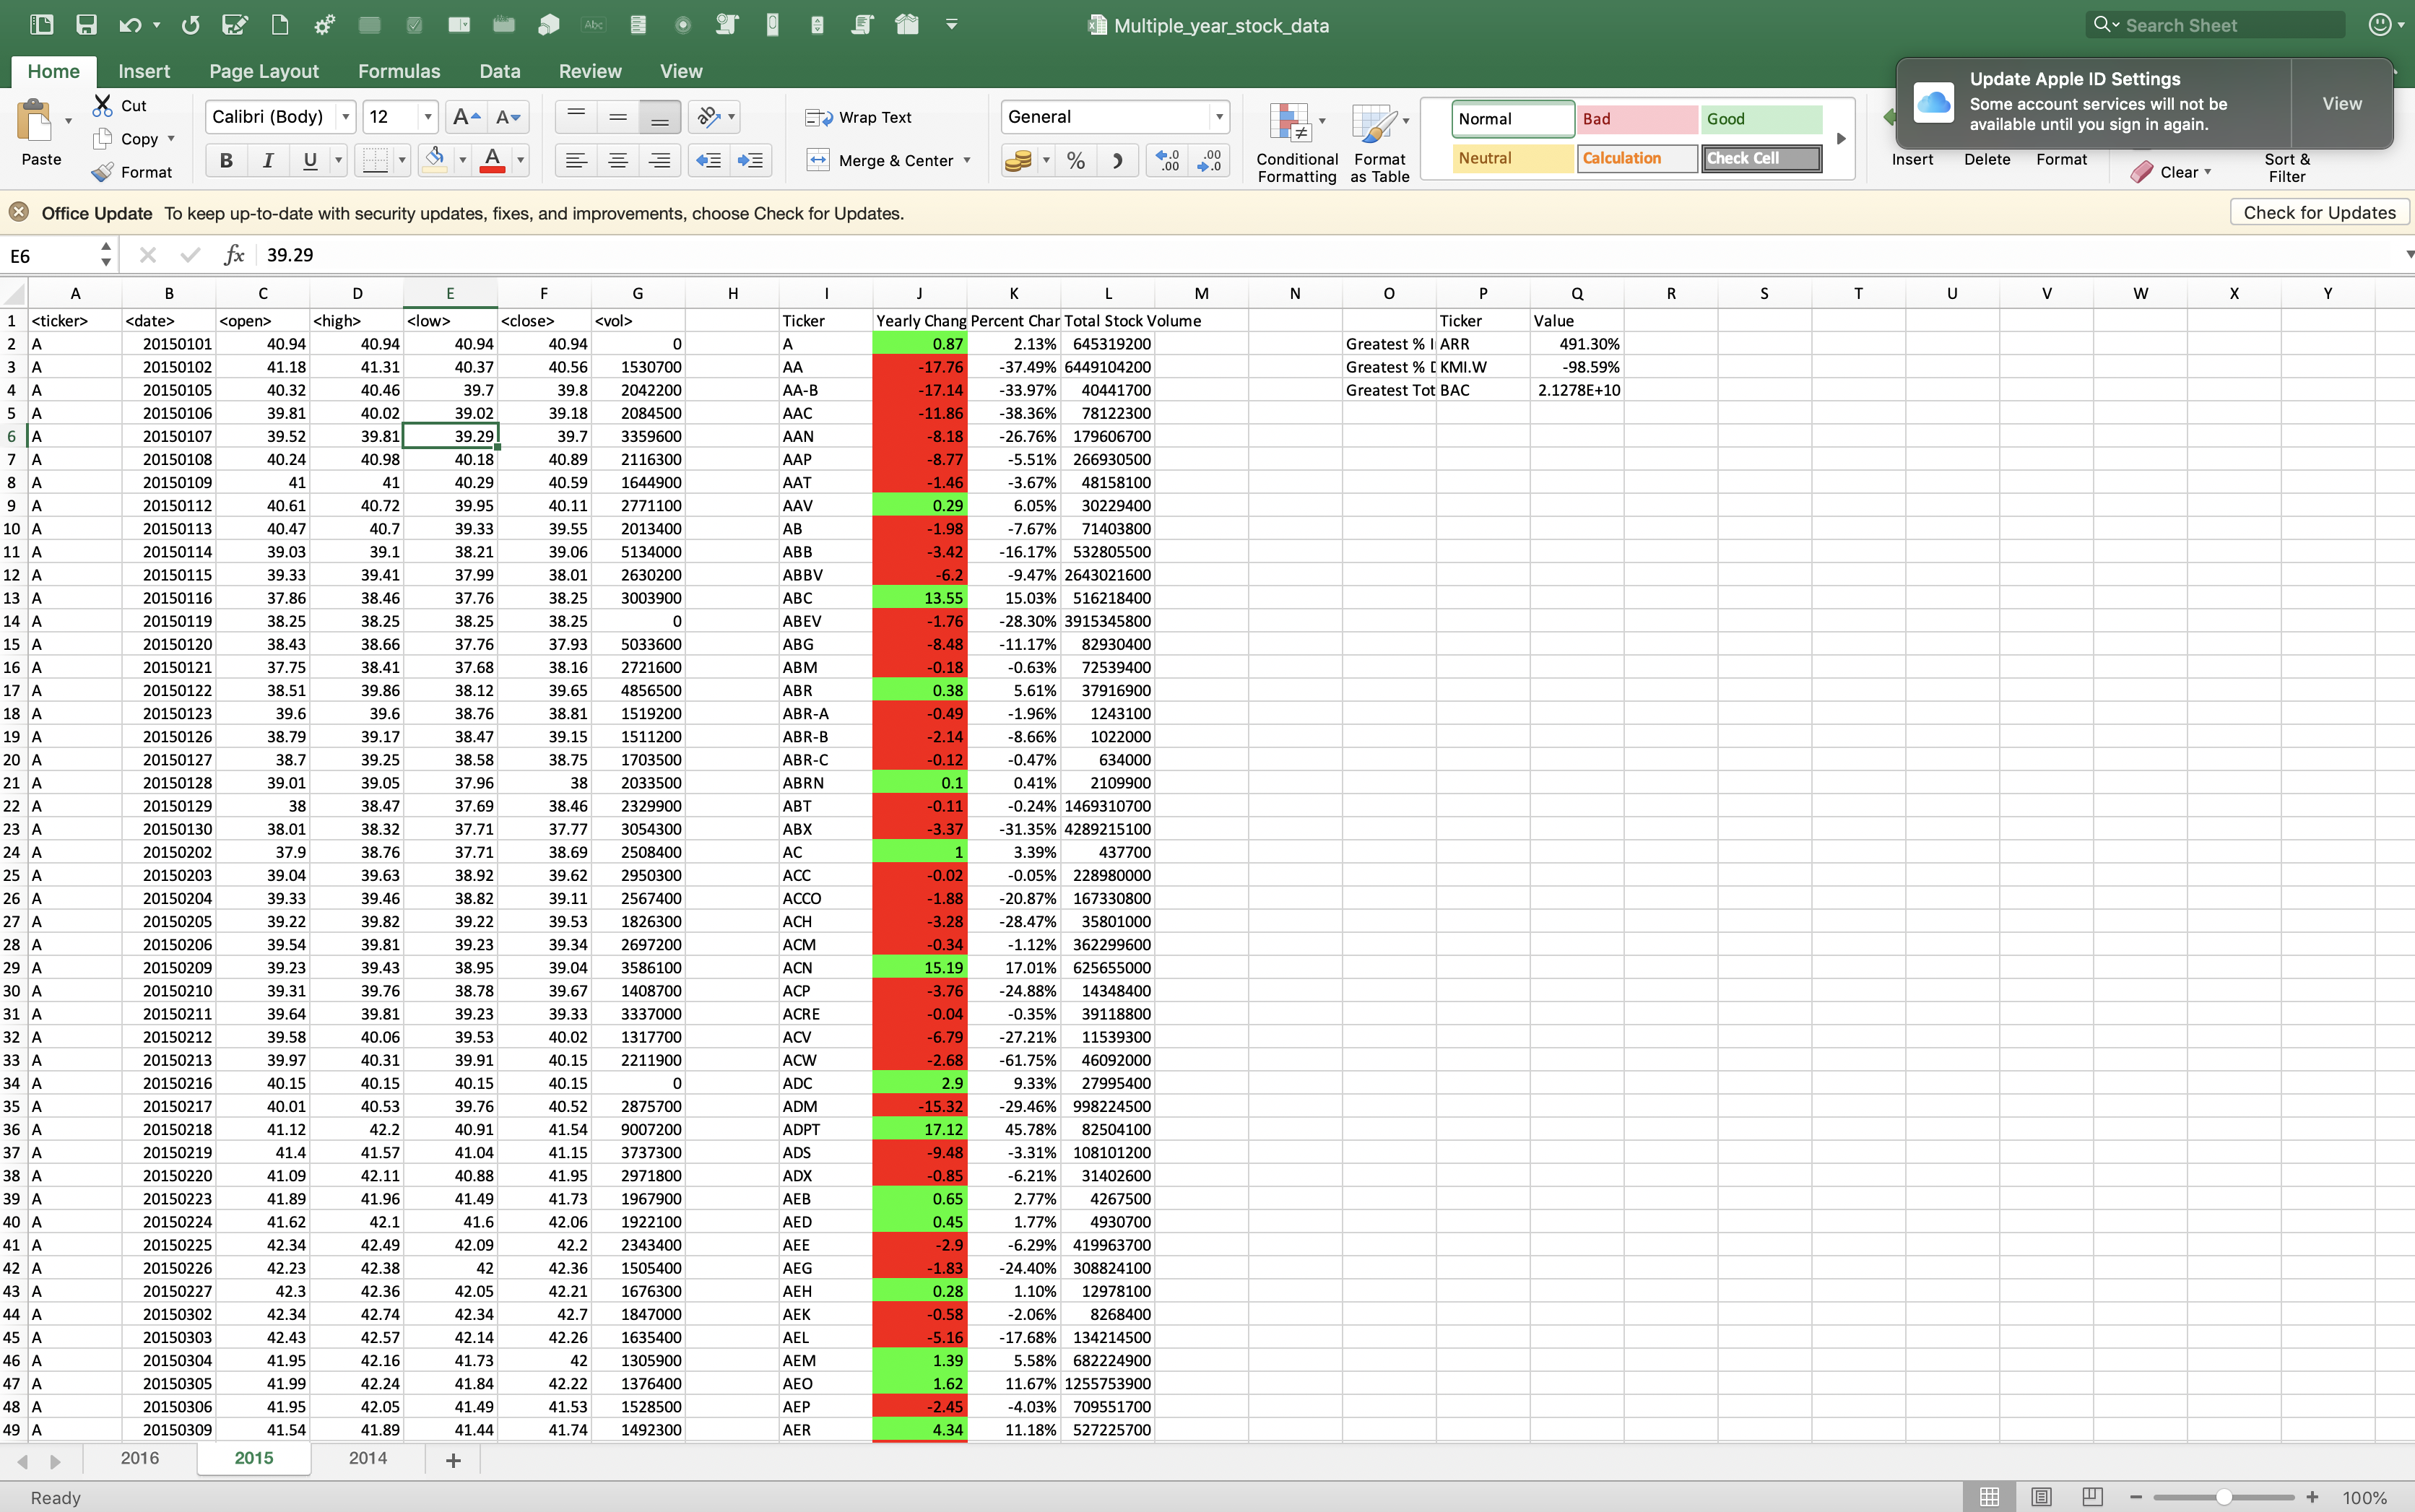 Multiple_year_stock_data
Search Sheet
Home Insert Page Layout Formulas Data Review View
Update Apple ID Settings
Some account services will not be
available until you sign in again.
View
Paste
Cut
Copy
Format
Calibri (Body) 12
B I U
Abc
Wrap Text
Merge & Center
General
Conditional
Formatting
Format
as Table
Normal Bad Good
Neutral Calculation Check Cell
Insert Delete Format
Clear
Sort &
Filter
Office Update To keep up-to-date with security updates, fixes, and improvements, choose Check for Updates.
Check for Updates
E6 fx 39.29
A B C D E F G H I J K L M N O P Q R S T U V W X Y
1 <ticker> <date> <open> <high> <low> <close> <vol> Ticker Yearly Chang Percent Char Total Stock Volume Ticker Value
2 A 20150101 40.94 40.94 40.94 40.94 0 A 0.87 2.13% 645319200 Greatest % I ARR 491.30%
3 A 20150102 41.18 41.31 40.37 40.56 1530700 AA -17.76 -37.49% 6449104200 Greatest % D KMI.W -98.59%
4 A 20150105 40.32 40.46 39.7 39.8 2042200 AA-B -17.14 -33.97% 40441700 Greatest Tot BAC 2.1278E+10
5 A 20150106 39.81 40.02 39.02 39.18 2084500 AAC -11.86 -38.36% 78122300
6 A 20150107 39.52 39.81 39.29 39.7 3359600 AAN -8.18 -26.76% 179606700
7 A 20150108 40.24 40.98 40.18 40.89 2116300 AAP -8.77 -5.51% 266930500
8 A 20150109 41 41 40.29 40.59 1644900 AAT -1.46 -3.67% 48158100
9 A 20150112 40.61 40.72 39.95 40.11 2771100 AAV 0.29 6.05% 30229400
10 A 20150113 40.47 40.7 39.33 39.55 2013400 AB -1.98 -7.67% 71403800
11 A 20150114 39.03 39.1 38.21 39.06 5134000 ABB -3.42 -16.17% 532805500
12 A 20150115 39.33 39.41 37.99 38.01 2630200 ABBV -6.2 -9.47% 2643021600
13 A 20150116 37.86 38.46 37.76 38.25 3003900 ABC 13.55 15.03% 516218400
14 A 20150119 38.25 38.25 38.25 38.25 0 ABEV -1.76 -28.30% 3915345800
15 A 20150120 38.43 38.66 37.76 37.93 5033600 ABG -8.48 -11.17% 82930400
16 A 20150121 37.75 38.41 37.68 38.16 2721600 ABM -0.18 -0.63% 72539400
17 A 20150122 38.51 39.86 38.12 39.65 4856500 ABR 0.38 5.61% 37916900
18 A 20150123 39.6 39.6 38.76 38.81 1519200 ABR-A -0.49 -1.96% 1243100
19 A 20150126 38.79 39.17 38.47 39.15 1511200 ABR-B -2.14 -8.66% 1022000
20 A 20150127 38.7 39.25 38.58 38.75 1703500 ABR-C -0.12 -0.47% 634000
21 A 20150128 39.01 39.05 37.96 38 2033500 ABRN 0.1 0.41% 2109900
22 A 20150129 38 38.47 37.69 38.46 2329900 ABT -0.11 -0.24% 1469310700
23 A 20150130 38.01 38.32 37.71 37.77 3054300 ABX -3.37 -31.35% 4289215100
24 A 20150202 37.9 38.76 37.71 38.69 2508400 AC 1 3.39% 437700
25 A 20150203 39.04 39.63 38.92 39.62 2950300 ACC -0.02 -0.05% 228980000
26 A 20150204 39.33 39.46 38.82 39.11 2567400 ACCO -1.88 -20.87% 167330800
27 A 20150205 39.22 39.82 39.22 39.53 1826300 ACH -3.28 -28.47% 35801000
28 A 20150206 39.54 39.81 39.23 39.34 2697200 ACM -0.34 -1.12% 362299600
29 A 20150209 39.23 39.43 38.95 39.04 3586100 ACN 15.19 17.01% 625655000
30 A 20150210 39.31 39.76 38.78 39.67 1408700 ACP -3.76 -24.88% 14348400
31 A 20150211 39.64 39.81 39.23 39.33 3337000 ACRE -0.04 -0.35% 39118800
32 A 20150212 39.58 40.06 39.53 40.02 1317700 ACV -6.79 -27.21% 11539300
33 A 20150213 39.97 40.31 39.91 40.15 2211900 ACW -2.68 -61.75% 46092000
34 A 20150216 40.15 40.15 40.15 40.15 0 ADC 2.9 9.33% 27995400
35 A 20150217 40.01 40.53 39.76 40.52 2875700 ADM -15.32 -29.46% 998224500
36 A 20150218 41.12 42.2 40.91 41.54 9007200 ADPT 17.12 45.78% 82504100
37 A 20150219 41.4 41.57 41.04 41.15 3737300 ADS -9.48 -3.31% 108101200
38 A 20150220 41.09 42.11 40.88 41.95 2971800 ADX -0.85 -6.21% 31402600
39 A 20150223 41.89 41.96 41.49 41.73 1967900 AEB 0.65 2.77% 4267500
40 A 20150224 41.62 42.1 41.6 42.06 1922100 AED 0.45 1.77% 4930700
41 A 20150225 42.34 42.49 42.09 42.2 2343400 AEE -2.9 -6.29% 419963700
42 A 20150226 42.23 42.38 42 42.36 1505400 AEG -1.83 -24.40% 308824100
43 A 20150227 42.3 42.36 42.05 42.21 1676300 AEH 0.28 1.10% 12978100
44 A 20150302 42.34 42.74 42.34 42.7 1847000 AEK -0.58 -2.06% 8268400
45 A 20150303 42.43 42.57 42.14 42.26 1635400 AEL -5.16 -17.68% 134214500
46 A 20150304 41.95 42.16 41.73 42 1305900 AEM 1.39 5.58% 682224900
47 A 20150305 41.99 42.24 41.84 42.22 1376400 AEO 1.62 11.67% 1255753900
48 A 20150306 41.95 42.05 41.49 41.53 1528500 AEP -2.45 -4.03% 709551700
49 A 20150309 41.54 41.89 41.44 41.74 1492300 AER 4.34 11.18% 527225700
2016 2015 2014 +
Ready
100%